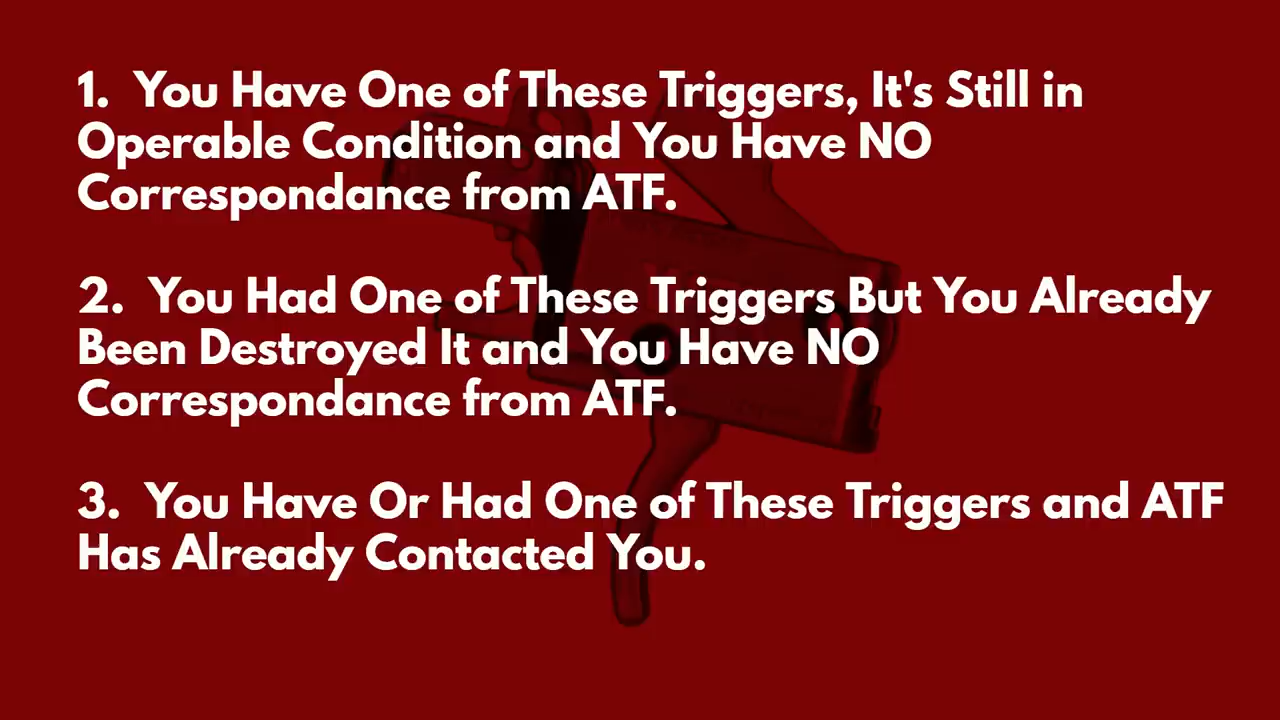 1. You Have One of These Triggers, It's Still in
Operable Condition and You Have NO
Correspondance from ATF.
2. You Had One of These Triggers But You Already
Been Destroyed It and You Have NO
Correspondance from ATF.
3. You Have Or Had One of These Triggers and ATF
Has Already Contacted You.